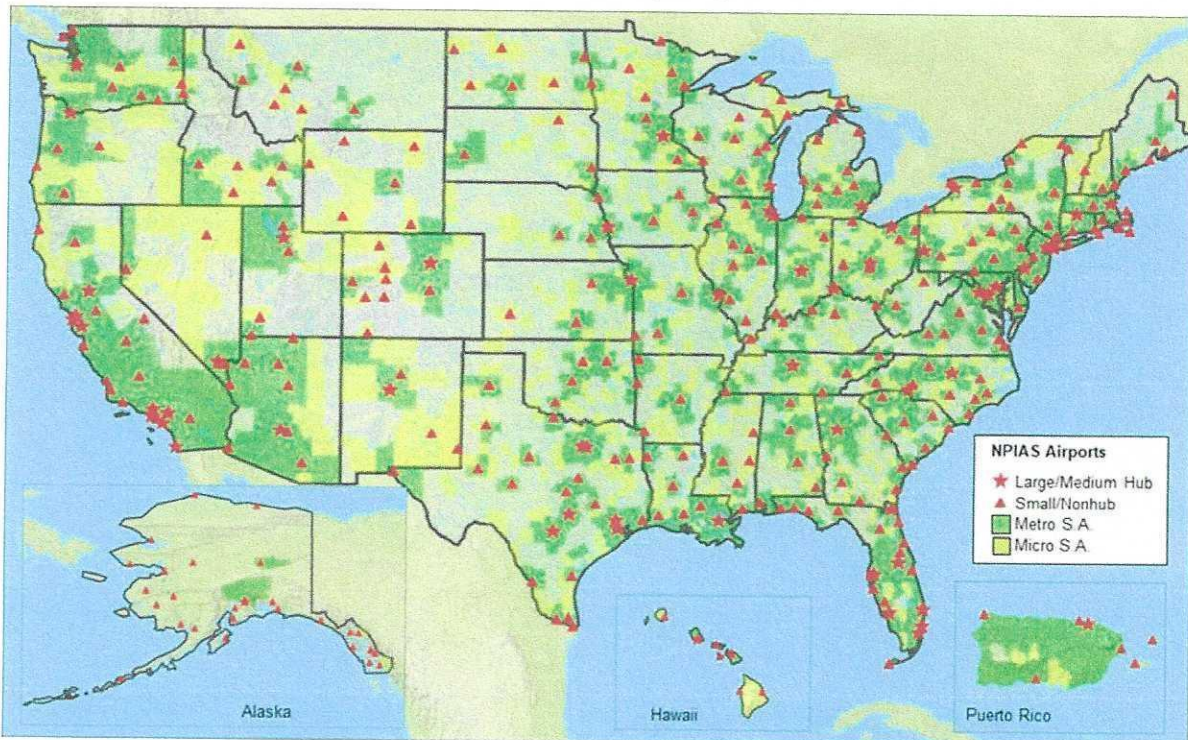 NPIAS Airports
Large/Medium Hub
Small/Nonhub
Metro S.A.
Micro S.A.
Alaska
Hawaii
Puerto Rico